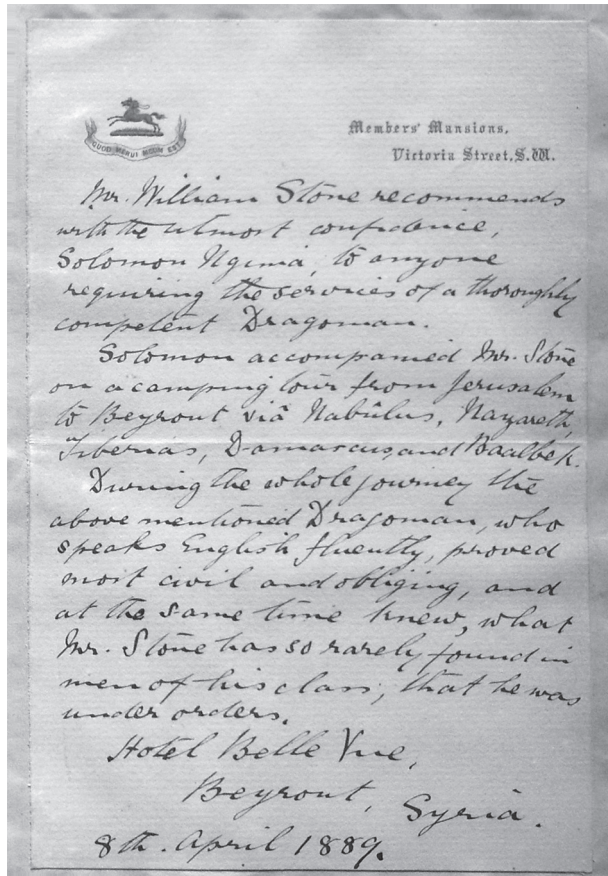 QUOD MERUI MEUM EST
Members' Mansions,
Victoria Street, S.W.
Mr. William Stone recommends
with the utmost confidence,
Solomon Ngima, to anyone
requiring the services of a thoroughly
competent Dragoman.
Solomon accompanied Mr. Stone
on a camping tour from Jerusalem
to Beyrout viâ Nabûlus, Nazareth,
Tiberias, Damascus, and Baalbek.
During the whole journey the
above mentioned Dragoman, who
speaks English fluently, proved
most civil and obliging, and
at the same time knew, what
Mr. Stone has so rarely found in
men of his class, that he was
under orders.
Hotel Belle Vue,
Beyrout, Syria.
8th. April 1889.